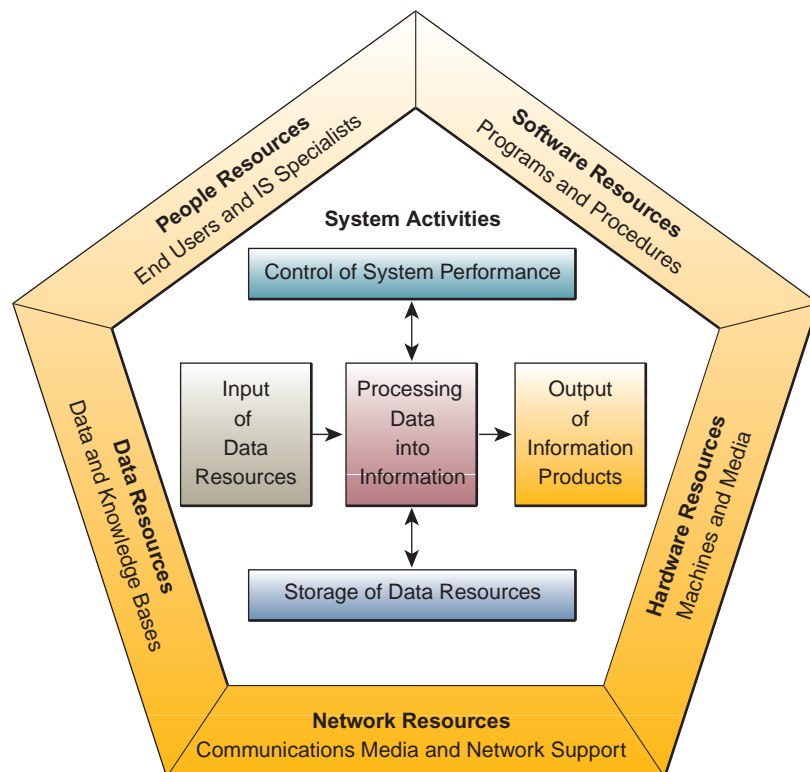 People Resources
End Users and IS Specialists
Software Resources
Programs and Procedures
System Activities
Control of System Performance
Input
of
Data
Resources
Processing
Data
into
Information
Output
of
Information
Products
Storage of Data Resources
Data Resources
Data and Knowledge Bases
Hardware Resources
Machines and Media
Network Resources
Communications Media and Network Support